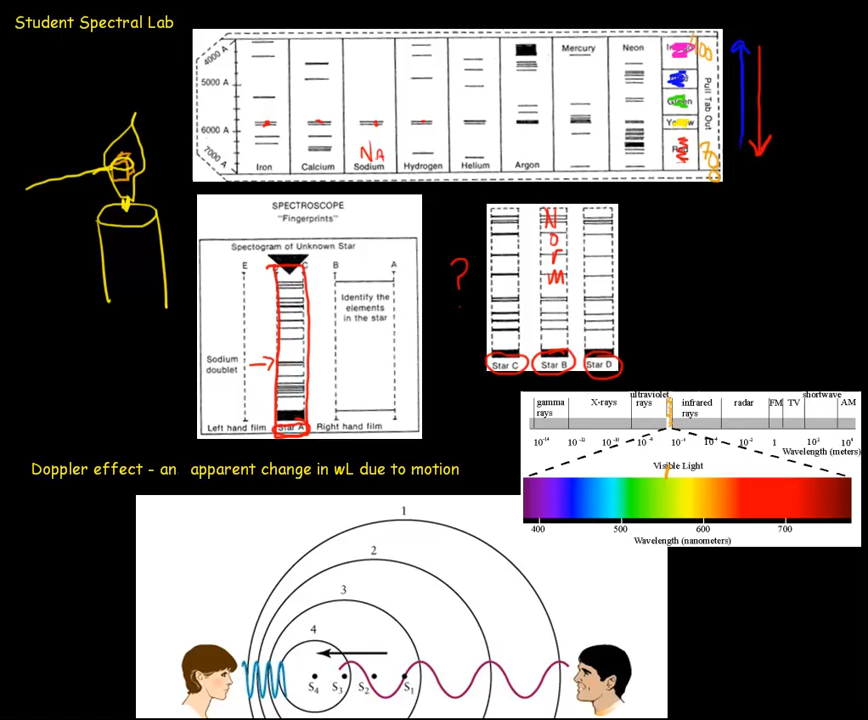 Student Spectral Lab
4000 A
5000 A
6000 A
7000 A
Iron
Calcium
Sodium
NA
Hydrogen
Helium
Argon
Mercury
Neon
Green
Yellow
Red
Pull Tab Out
400
700
SPECTROSCOPE
"Fingerprints"
Spectogram of Unknown Star
E C B A
Identify the
elements
in the star
Sodium
doublet
Left hand film Star A Right hand film
?
Norm
Star C Star B Star D
gamma rays
X-rays
ultraviolet rays
infrared rays
radar
FM
TV
shortwave
AM
Wavelength (meters)
Visible Light
400 500 600 700
Wavelength (nanometers)
Doppler effect - an apparent change in wL due to motion
1
2
3
4
S4 S3 S2 S1